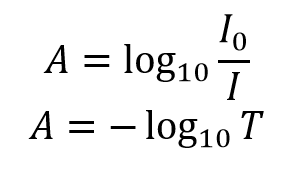 A = log₁₀ I₀/I
A = − log₁₀ T